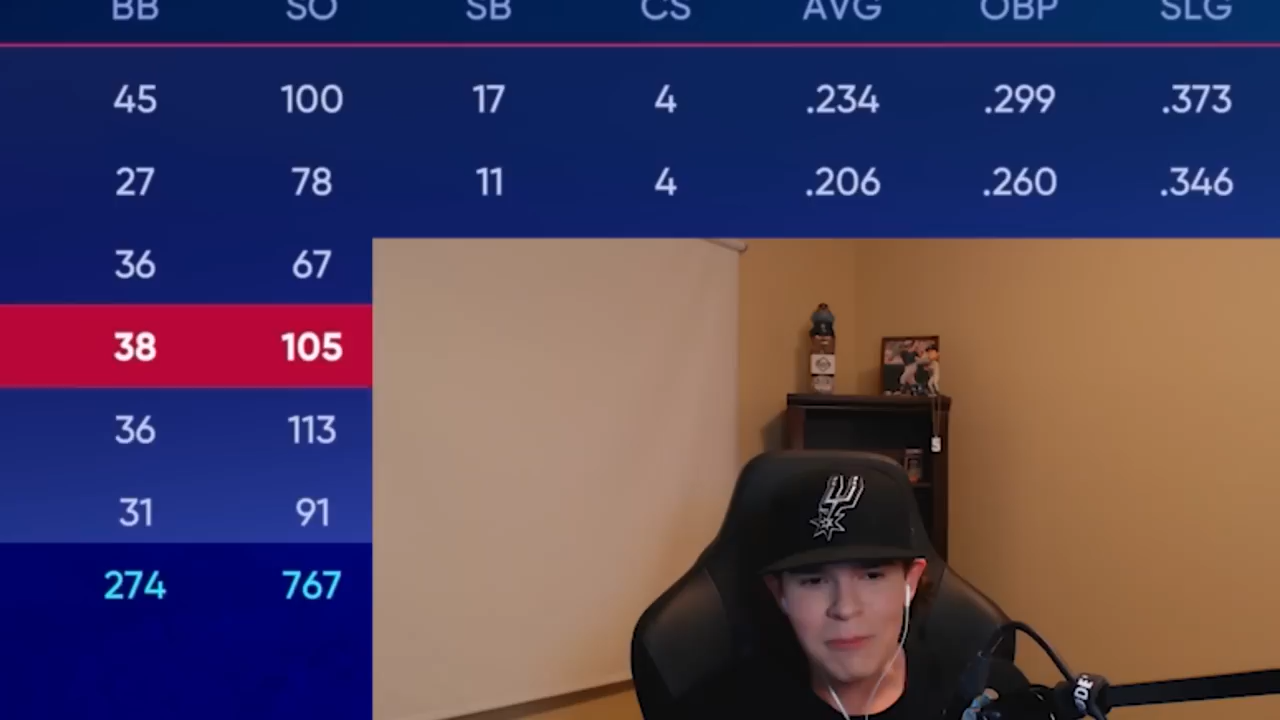 BB SO SB CS AVG OBP SLG
45 100 17 4 .234 .299 .373
27 78 11 4 .206 .260 .346
36 67
38 105
36 113
31 91
274 767